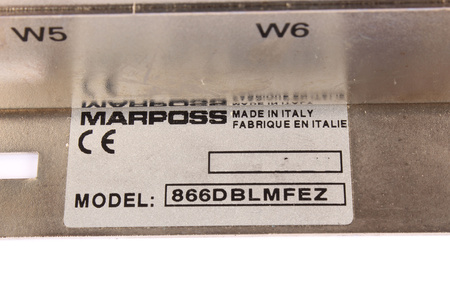 W5 W6
MARPOSS MADE IN ITALY
FABRIQUE EN ITALIE
CE
MODEL: 866DBLMFEZ